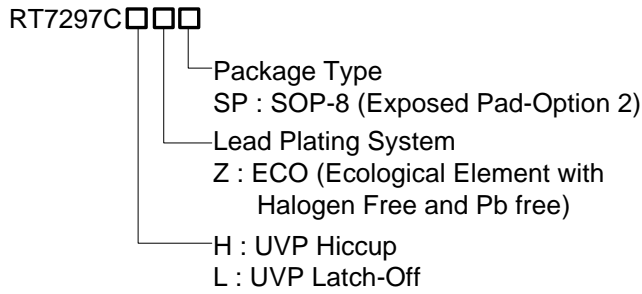 RT7297C□□□
Package Type
SP : SOP-8 (Exposed Pad-Option 2)
Lead Plating System
Z : ECO (Ecological Element with
Halogen Free and Pb free)
H : UVP Hiccup
L : UVP Latch-Off